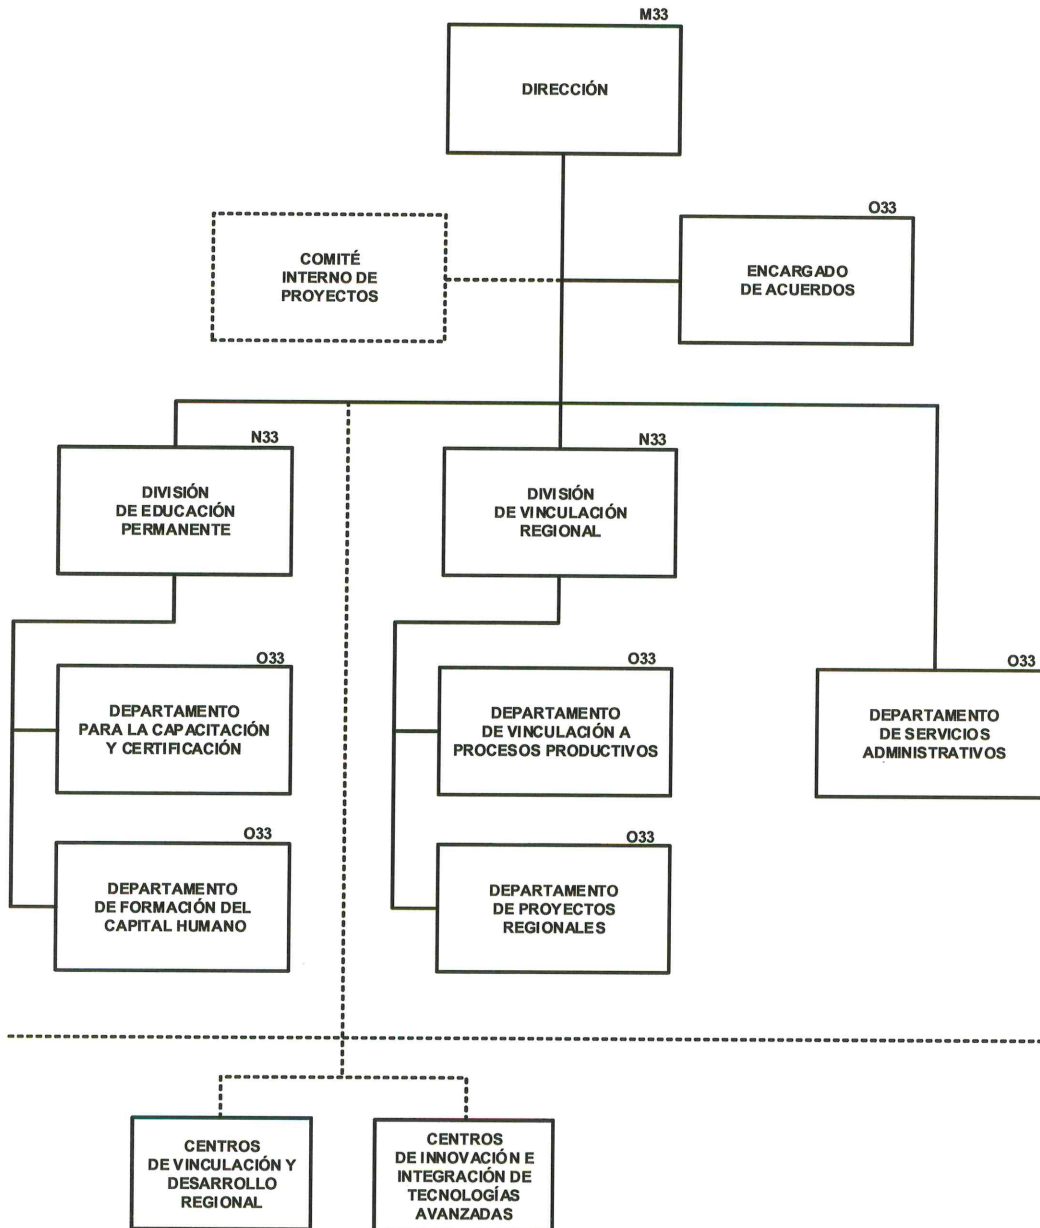 M33
DIRECCIÓN
COMITÉ
INTERNO DE
PROYECTOS
O33
ENCARGADO
DE ACUERDOS
N33
DIVISIÓN
DE EDUCACIÓN
PERMANENTE
N33
DIVISIÓN
DE VINCULACIÓN
REGIONAL
O33
DEPARTAMENTO
PARA LA CAPACITACIÓN
Y CERTIFICACIÓN
O33
DEPARTAMENTO
DE VINCULACIÓN A
PROCESOS PRODUCTIVOS
O33
DEPARTAMENTO
DE SERVICIOS
ADMINISTRATIVOS
O33
DEPARTAMENTO
DE FORMACIÓN DEL
CAPITAL HUMANO
O33
DEPARTAMENTO
DE PROYECTOS
REGIONALES
CENTROS
DE VINCULACIÓN Y
DESARROLLO
REGIONAL
CENTROS
DE INNOVACIÓN E
INTEGRACIÓN DE
TECNOLOGÍAS
AVANZADAS